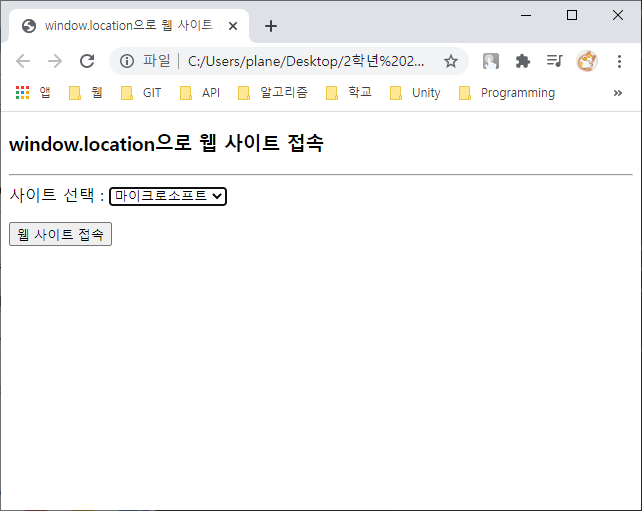 window.location으로 웹 사이트
파일 | C:/Users/plane/Desktop/2학년%202...
앱 웹 GIT API 알고리즘 학교 Unity Programming »
window.location으로 웹 사이트 접속
사이트 선택 : 마이크로소프트
웹 사이트 접속